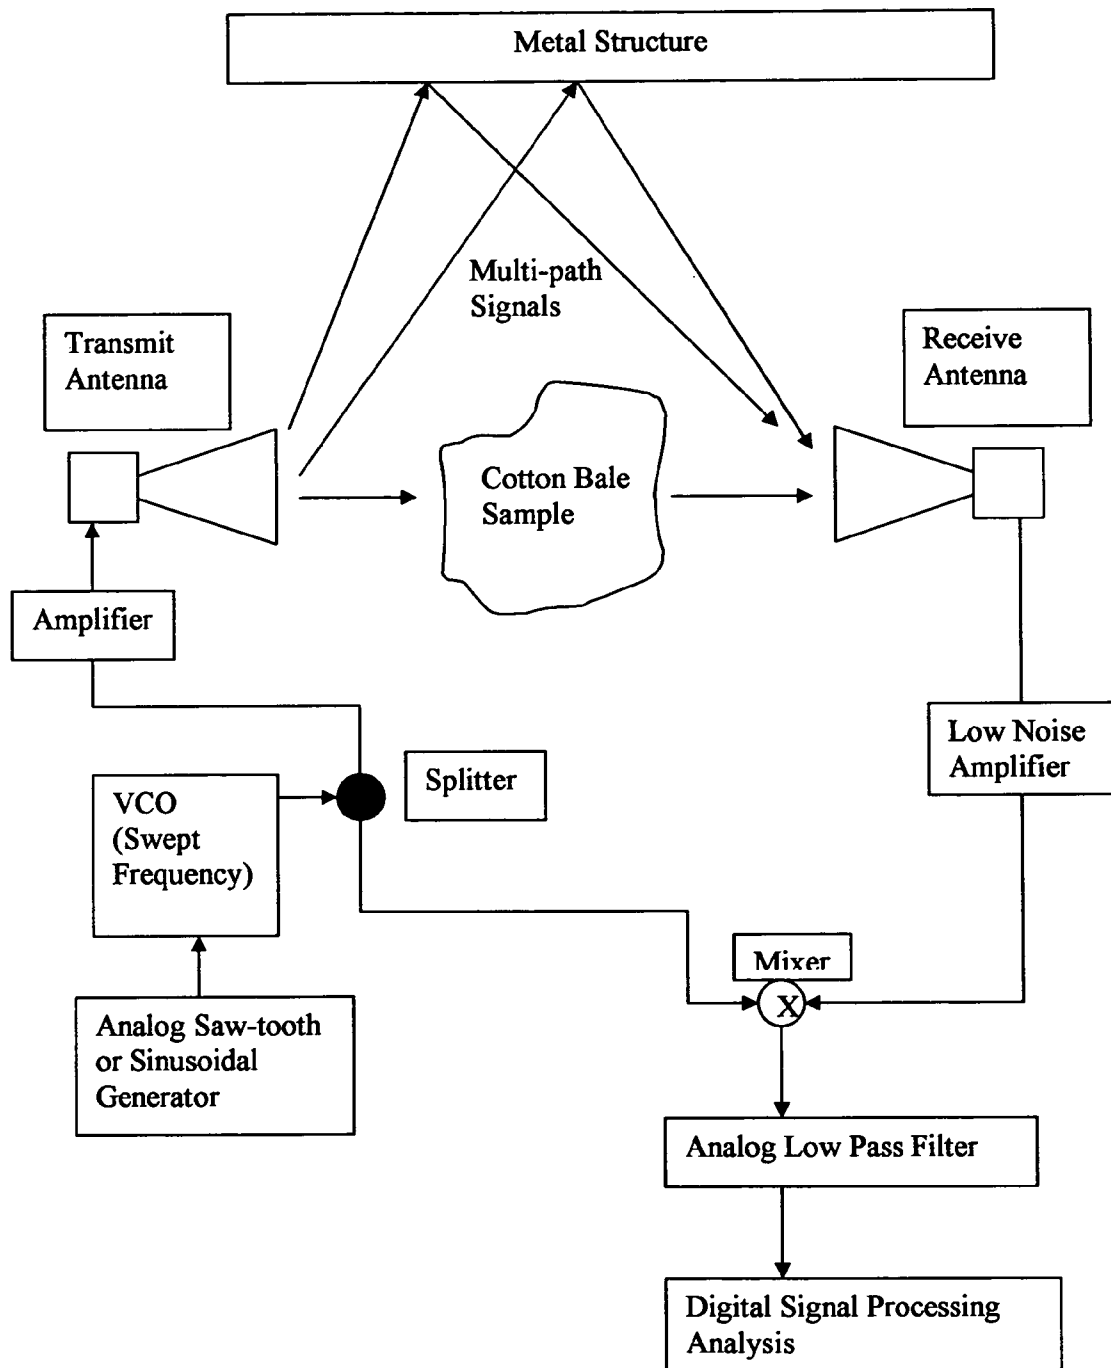 Metal Structure
Multi-path
Signals
Transmit
Antenna
Receive
Antenna
Cotton Bale
Sample
Amplifier
Low Noise
Amplifier
Splitter
VCO
(Swept
Frequency)
Mixer
X
Analog Saw-tooth
or Sinusoidal
Generator
Analog Low Pass Filter
Digital Signal Processing
Analysis